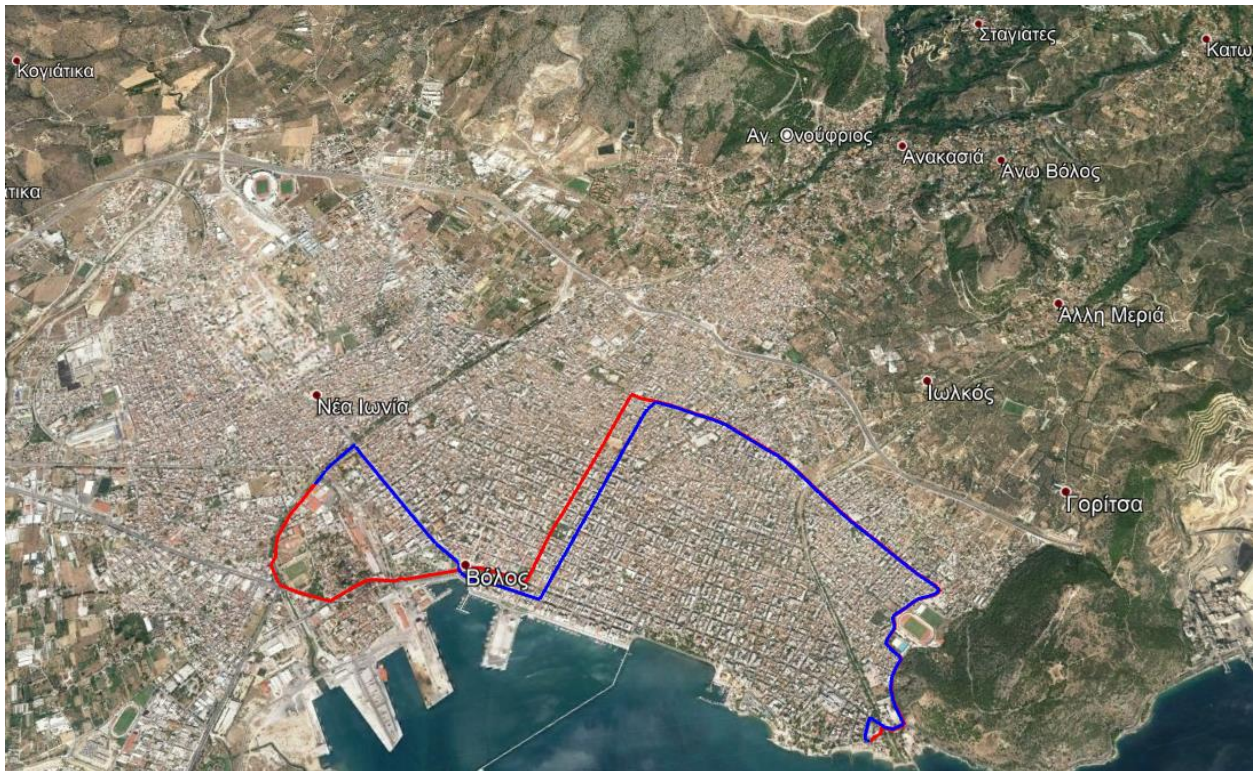 Σταγιάτες
Κατω
Κογιάτικα
Αγ. Ονούφριος
Ανακασιά
Άνω Βόλος
τικα
Άλλη Μεριά
Ιωλκός
Νέα Ιωνία
Γορίτσα
Βόλος